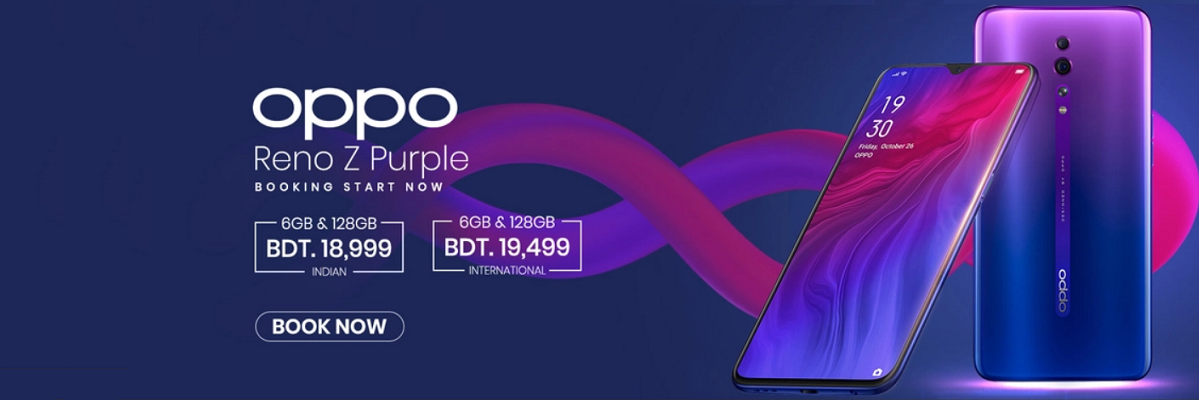 oppo
Reno Z Purple
BOOKING START NOW
6GB & 128GB
BDT. 18,999
INDIAN
6GB & 128GB
BDT. 19,499
INTERNATIONAL
BOOK NOW
19
30
Friday, October 26
OPPO
oppo